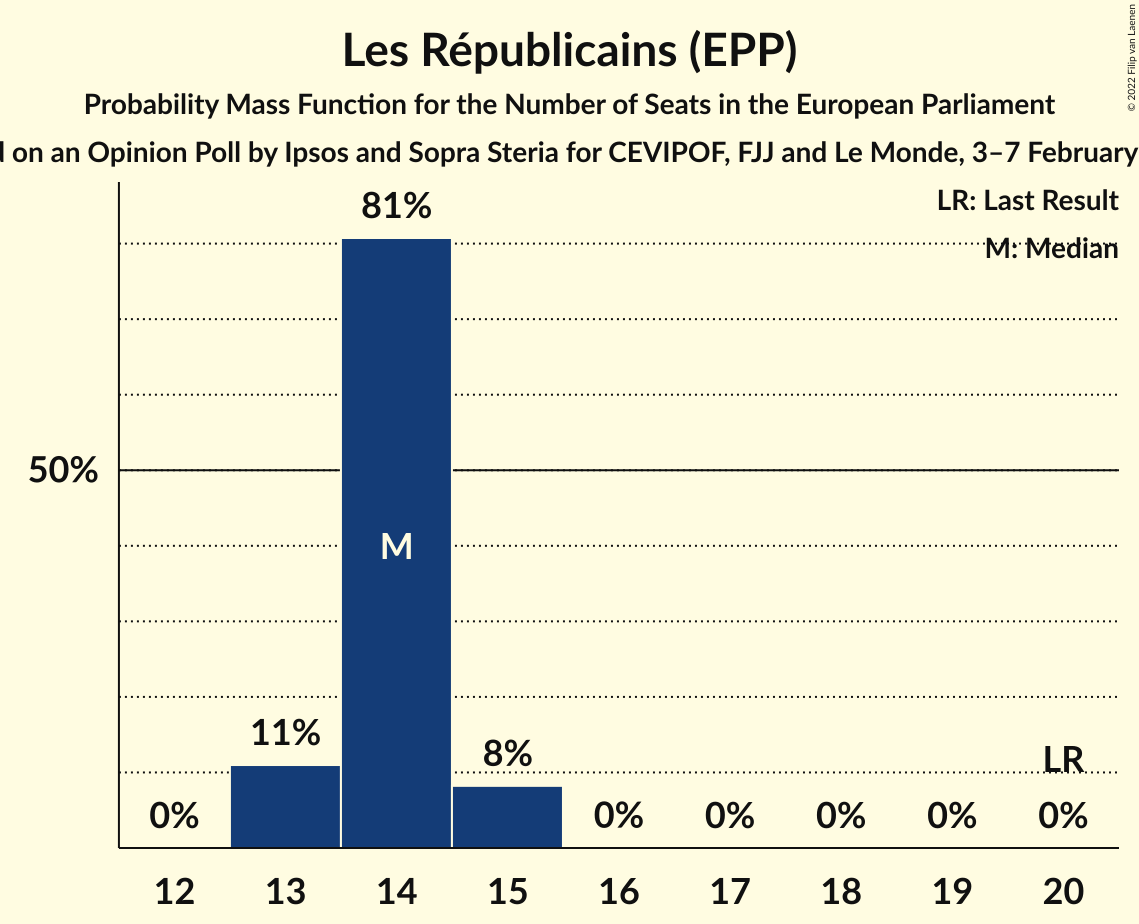 Les Républicains (EPP)
Probability Mass Function for the Number of Seats in the European Parliament
on an Opinion Poll by Ipsos and Sopra Steria for CEVIPOF, FJJ and Le Monde, 3–7 February
© 2022 Filip van Laenen
LR: Last Result
M: Median
81%
50%
M
11%
8%
LR
0%
0%
0%
0%
0%
0%
12
13
14
15
16
17
18
19
20